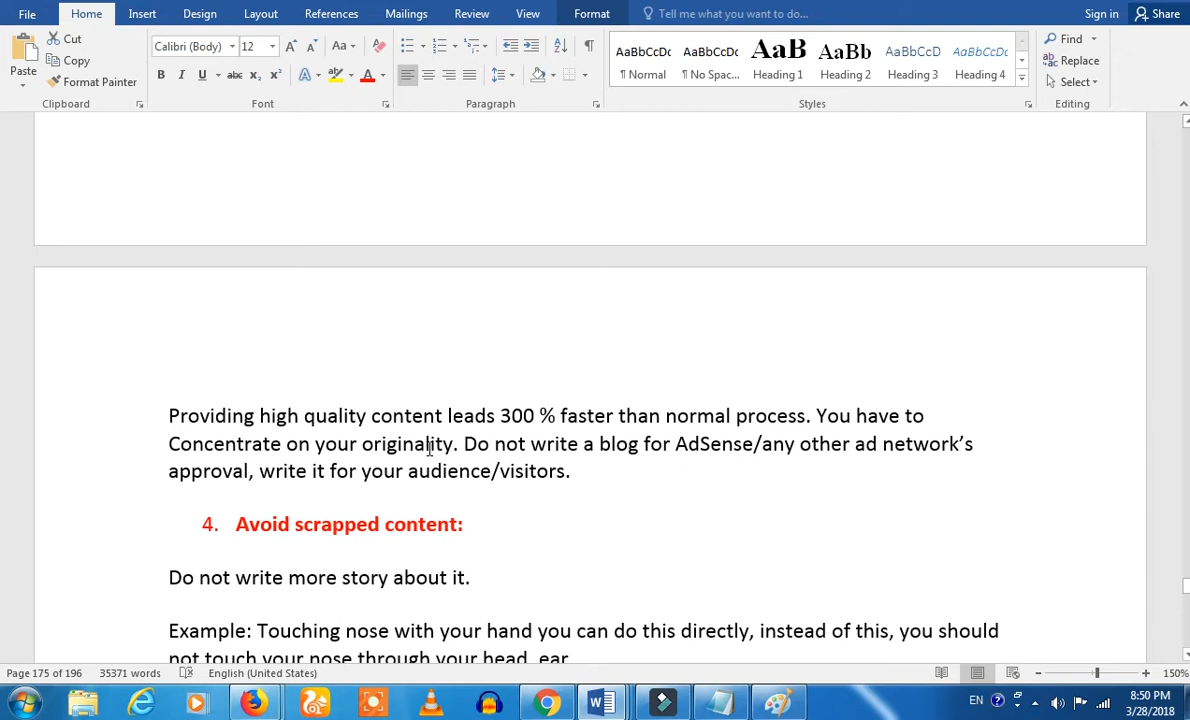 File Home Insert Design Layout References Mailings Review View Format Tell me what you want to do... Sign in Share
Cut
Copy
Format Painter
Paste
Calibri (Body) 12 Aa
B I U abc x₂ x² A A
AaBbCcDc AaBbCcDc AaB AaBb AaBbCcD AaBbCcDc
¶ Normal ¶ No Spac... Heading 1 Heading 2 Heading 3 Heading 4
Find
Replace
Select
Clipboard Font Paragraph Styles Editing
Providing high quality content leads 300 % faster than normal process. You have to
Concentrate on your originality. Do not write a blog for AdSense/any other ad network’s
approval, write it for your audience/visitors.
4. Avoid scrapped content:
Do not write more story about it.
Example: Touching nose with your hand you can do this directly, instead of this, you should
not touch your nose through your head, ear.
Page 175 of 196 35371 words English (United States) 150%
EN 8:50 PM
3/28/2018